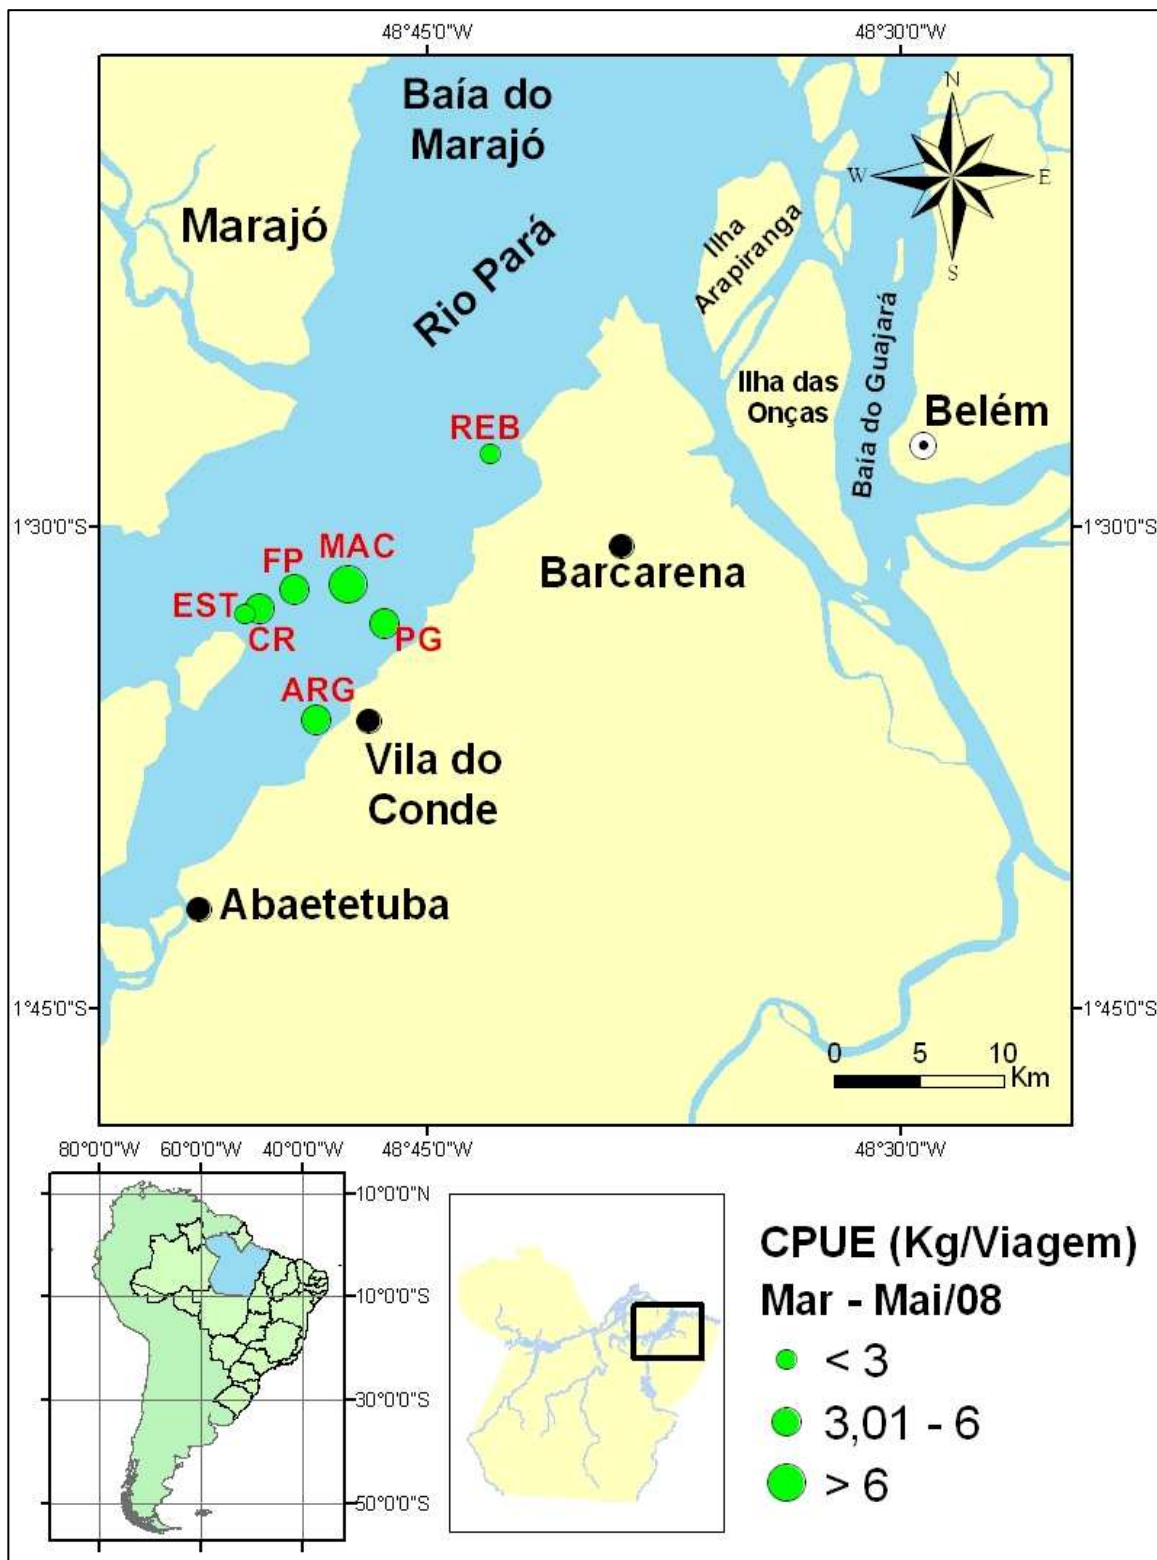 48°45'0"W
48°30'0"W
Baía do
Marajó
N
W
E
S
Marajó
Ilha
Arapiranga
Rio Pará
Ilha das
Onças
Baía do Guajará
Belém
REB
1°30'0"S
1°30'0"S
MAC
FP
Barcarena
EST
CR
PG
ARG
Vila do
Conde
Abaetetuba
1°45'0"S
1°45'0"S
0 5 10
Km
80°0'0"W 60°0'0"W 40°0'0"W
48°45'0"W
48°30'0"W
10°0'0"N
10°0'0"S
30°0'0"S
50°0'0"S
CPUE (Kg/Viagem)
Mar - Mai/08
< 3
3,01 - 6
> 6